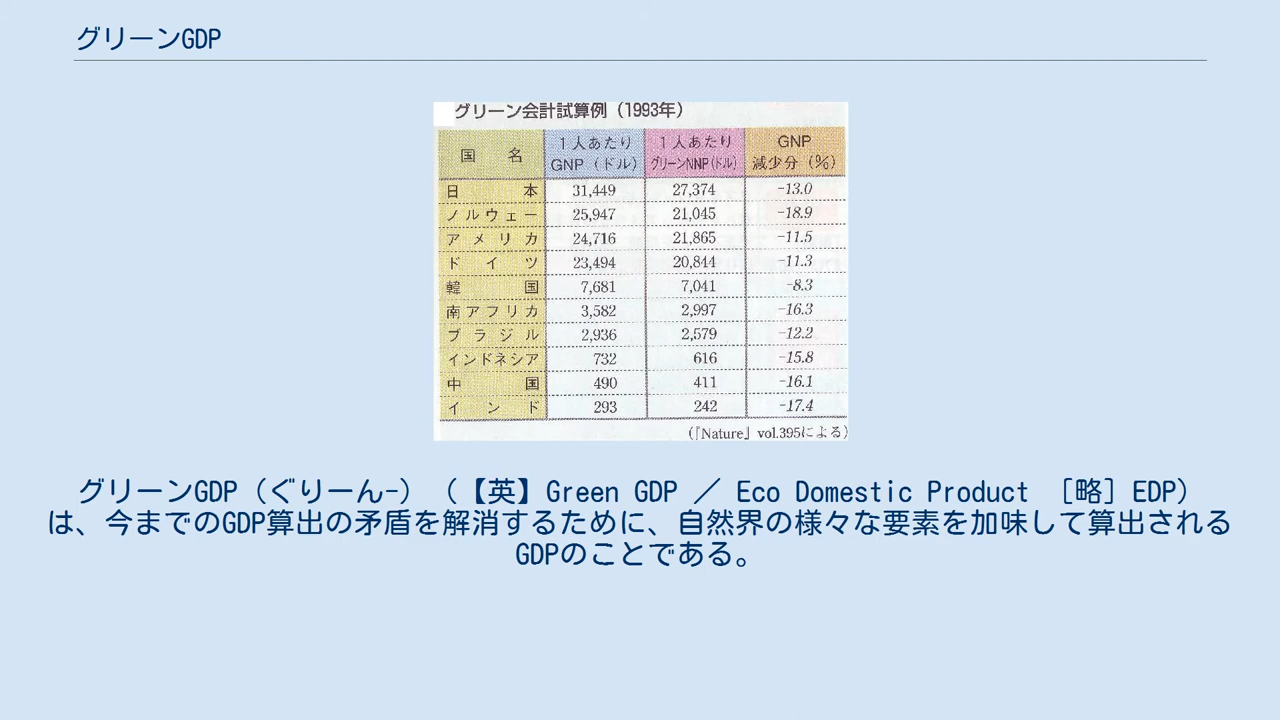 グリーンGDP
グリーン会計試算例（1993年）
国名 1人あたりGNP（ドル） 1人あたりグリーンNNP（ドル） GNP減少分（%）
日本 31,449 27,374 -13.0
ノルウェー 25,947 21,045 -18.9
アメリカ 24,716 21,865 -11.5
ドイツ 23,494 20,844 -11.3
韓国 7,681 7,041 -8.3
南アフリカ 3,582 2,997 -16.3
ブラジル 2,936 2,579 -12.2
インドネシア 732 616 -15.8
中国 490 411 -16.1
インド 293 242 -17.4
（『Nature』vol.395による）
グリーンGDP（ぐりーん-）（【英】Green GDP ／ Eco Domestic Product ［略］EDP）
は、今までのGDP算出の矛盾を解消するために、自然界の様々な要素を加味して算出される
GDPのことである。